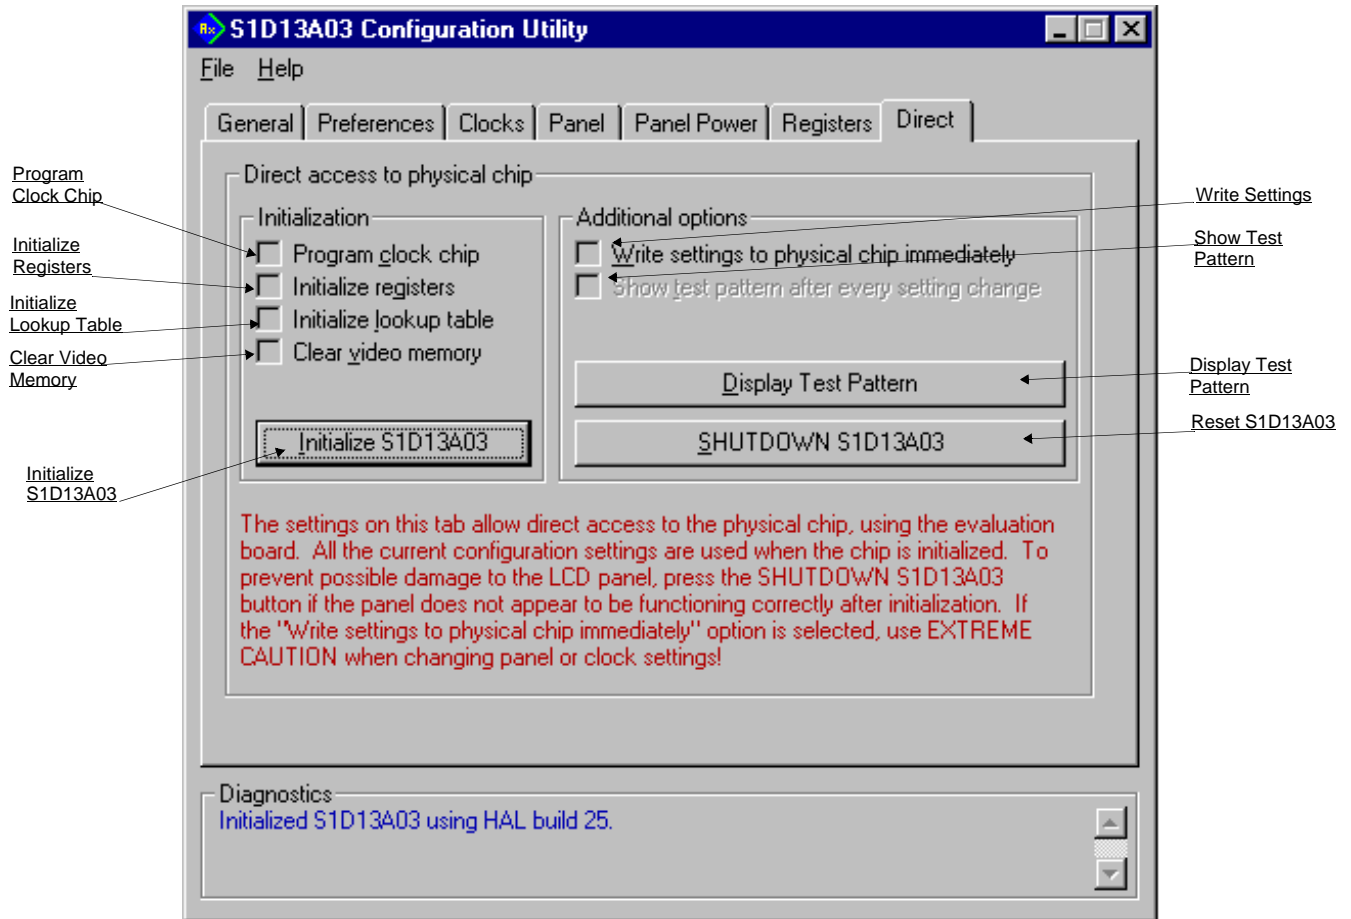 S1D13A03 Configuration Utility
File Help
General Preferences Clocks Panel Panel Power Registers Direct
Direct access to physical chip
Initialization
Program clock chip
Initialize registers
Initialize lookup table
Clear video memory
Initialize S1D13A03
Additional options
Write settings to physical chip immediately
Show test pattern after every setting change
Display Test Pattern
SHUTDOWN S1D13A03
The settings on this tab allow direct access to the physical chip, using the evaluation
board. All the current configuration settings are used when the chip is initialized. To
prevent possible damage to the LCD panel, press the SHUTDOWN S1D13A03
button if the panel does not appear to be functioning correctly after initialization. If
the "Write settings to physical chip immediately" option is selected, use EXTREME
CAUTION when changing panel or clock settings!
Diagnostics
Initialized S1D13A03 using HAL build 25.
Program
Clock Chip
Initialize
Registers
Initialize
Lookup Table
Clear Video
Memory
Initialize
S1D13A03
Write Settings
Show Test
Pattern
Display Test
Pattern
Reset S1D13A03